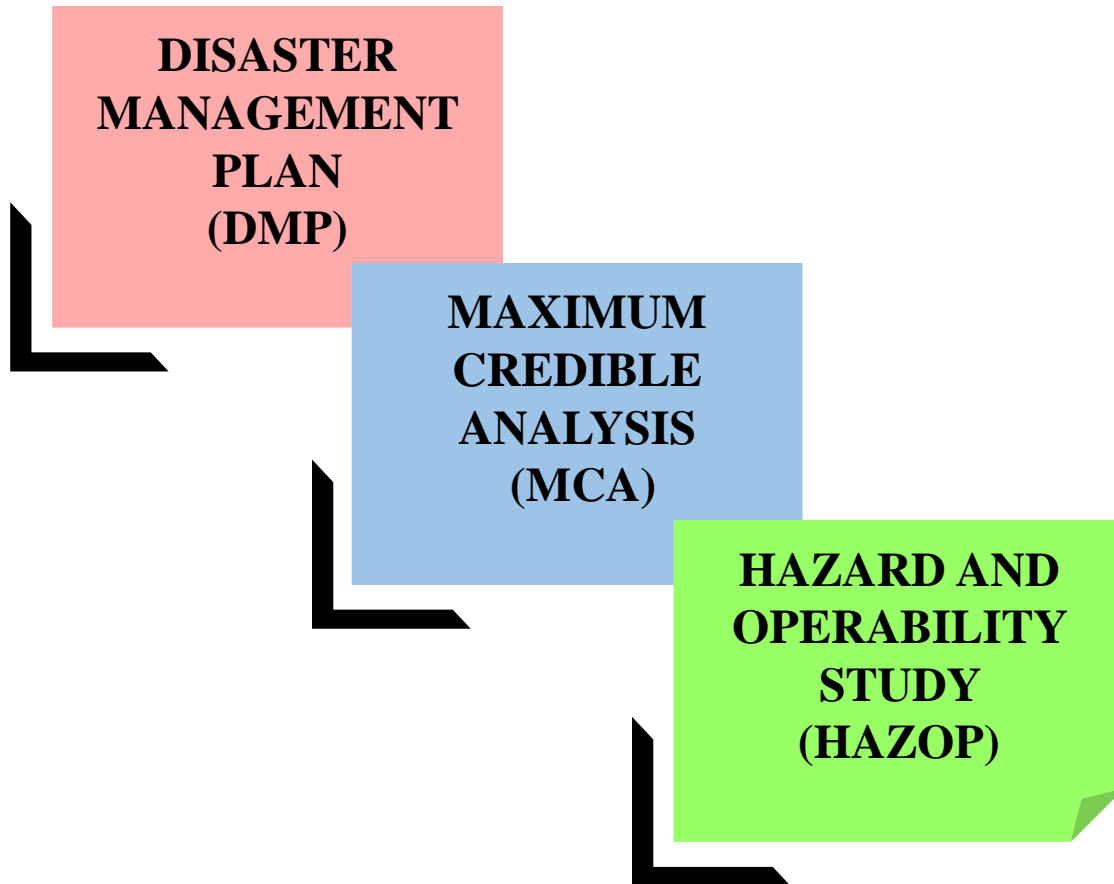 DISASTER
MANAGEMENT
PLAN
(DMP)
MAXIMUM
CREDIBLE
ANALYSIS
(MCA)
HAZARD AND
OPERABILITY
STUDY
(HAZOP)